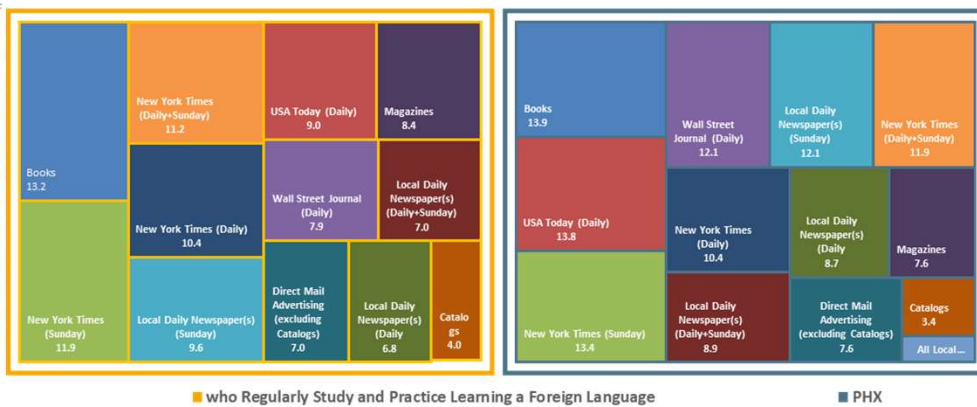 Books
13.2
New York Times
(Sunday)
11.9
New York Times
(Daily+Sunday)
11.2
New York Times (Daily)
10.4
Local Daily Newspaper(s)
(Sunday)
9.6
USA Today (Daily)
9.0
Magazines
8.4
Wall Street Journal
(Daily)
7.9
Local Daily
Newspaper(s)
(Daily+Sunday)
7.0
Direct Mail
Advertising
(excluding
Catalogs)
7.0
Local Daily
Newspaper(s)
(Daily
6.8
Catalo
gs
4.0
Books
13.9
USA Today (Daily)
13.8
New York Times (Sunday)
13.4
Wall Street
Journal (Daily)
12.1
Local Daily
Newspaper(s)
(Sunday)
12.1
New York Times
(Daily+Sunday)
11.9
New York Times
(Daily)
10.4
Local Daily
Newspaper(s)
(Daily+Sunday)
8.9
Local Daily
Newspaper(s)
(Daily
8.7
Magazines
7.6
Direct Mail
Advertising
(excluding Catalogs)
7.6
Catalogs
3.4
All Local...
who Regularly Study and Practice Learning a Foreign Language
PHX